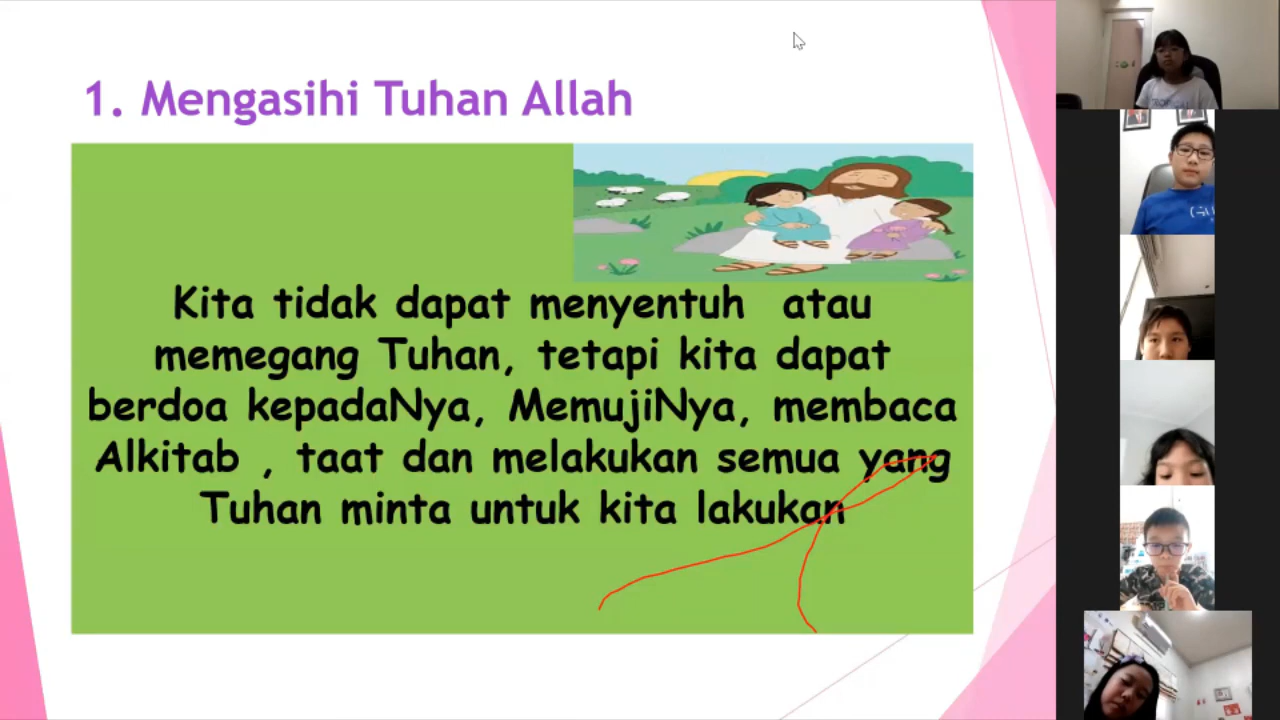 1. Mengasihi Tuhan Allah
Kita tidak dapat menyentuh atau
memegang Tuhan, tetapi kita dapat
berdoa kepadaNya, MemujiNya, membaca
Alkitab , taat dan melakukan semua yang
Tuhan minta untuk kita lakukan